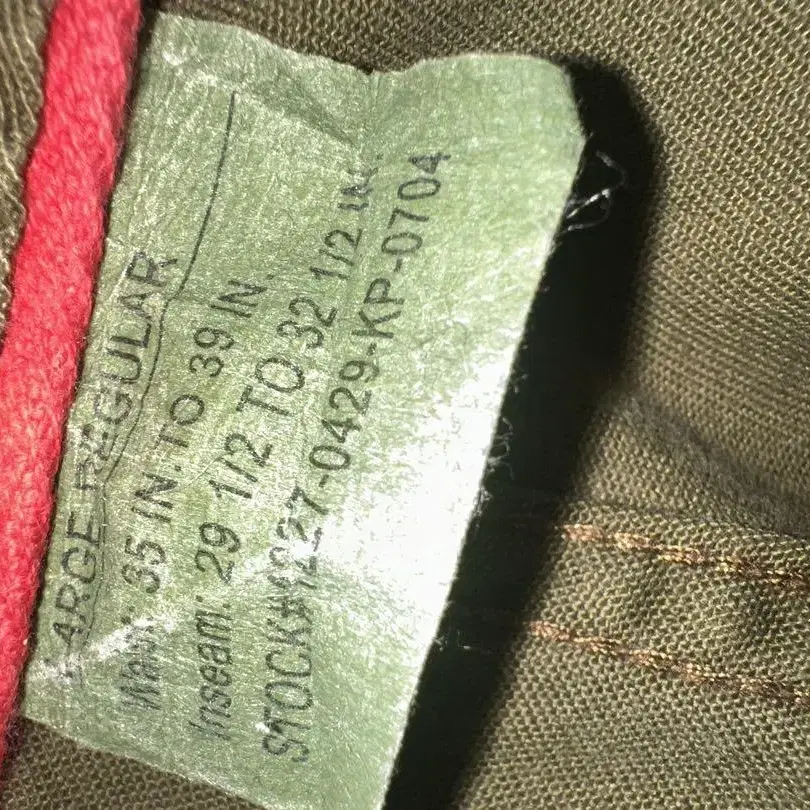 LARGE REGULAR
Waist: 35 IN. TO 39 IN.
Inseam: 29 1/2 TO 32 1/2 IN.
STOCK#1227-0429-KP-0704